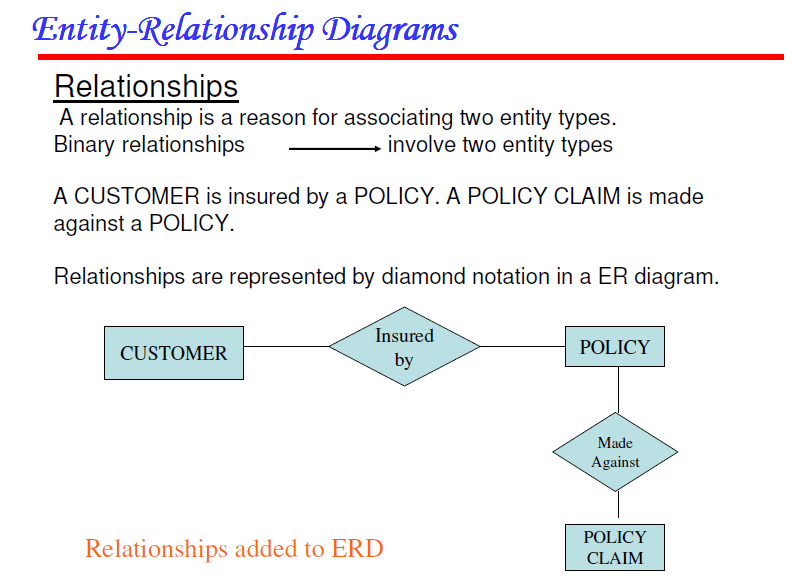 Entity-Relationship Diagrams
Relationships
A relationship is a reason for associating two entity types.
Binary relationships involve two entity types
A CUSTOMER is insured by a POLICY. A POLICY CLAIM is made
against a POLICY.
Relationships are represented by diamond notation in a ER diagram.
CUSTOMER
Insured
by
POLICY
Made
Against
POLICY
CLAIM
Relationships added to ERD